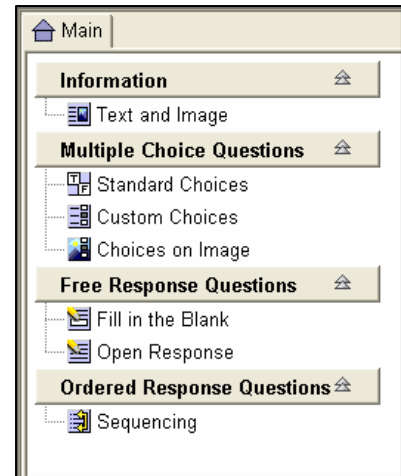 Main
Information
Text and Image
Multiple Choice Questions
Standard Choices
Custom Choices
Choices on Image
Free Response Questions
Fill in the Blank
Open Response
Ordered Response Questions
Sequencing